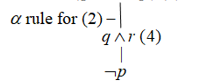 α rule for (2) –
q ∧r (4)
¬p